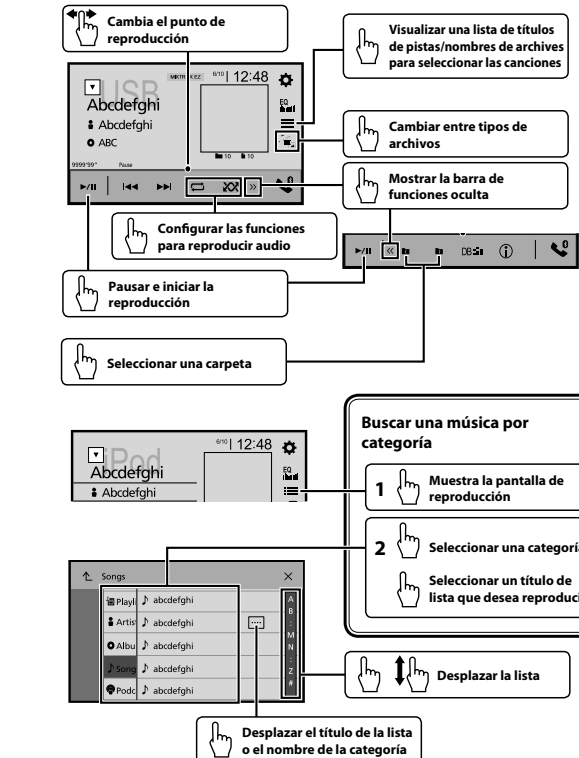 Cambia el punto de
reproducción
Visualizar una lista de títulos
de pistas/nombres de archives
para seleccionar las canciones
USB
6/10 12:48
Abcdefghi
EQ
Abcdefghi
ABC
Cambiar entre tipos de
archivos
10 10
9999'99" Pause
Mostrar la barra de
funciones oculta
Configurar las funciones
para reproducir audio
DB
Pausar e iniciar la
reproducción
Seleccionar una carpeta
Buscar una música por
categoría
iPod
6/10 12:48
Abcdefghi
EQ
Abcdefghi
1 Muestra la pantalla de
reproducción
2 Seleccionar una categoría
Seleccionar un título de
lista que desea reproduci
Songs
Playli abcdefghi
Artis abcdefghi
Albu abcdefghi
Song abcdefghi
Podc abcdefghi
A
B
:
M
N
:
Z
#
Desplazar la lista
Desplazar el título de la lista
o el nombre de la categoría